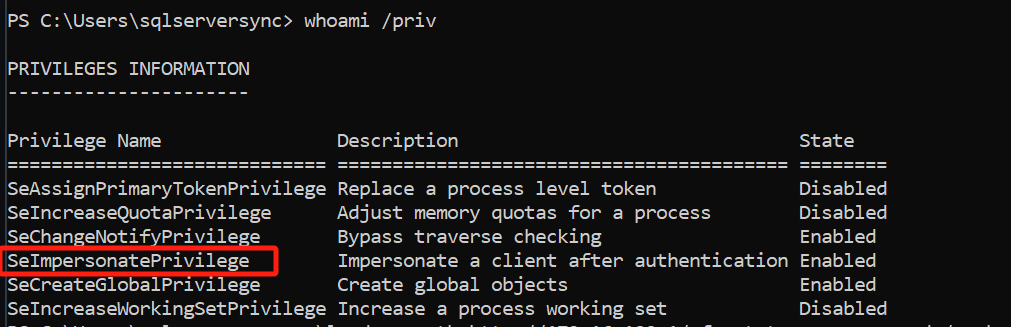 PS C:\Users\sqlserversync> whoami /priv
PRIVILEGES INFORMATION
----------------------
Privilege Name Description State
============================= ========================================= ========
SeAssignPrimaryTokenPrivilege Replace a process level token Disabled
SeIncreaseQuotaPrivilege Adjust memory quotas for a process Disabled
SeChangeNotifyPrivilege Bypass traverse checking Enabled
SeImpersonatePrivilege Impersonate a client after authentication Enabled
SeCreateGlobalPrivilege Create global objects Enabled
SeIncreaseWorkingSetPrivilege Increase a process working set Disabled